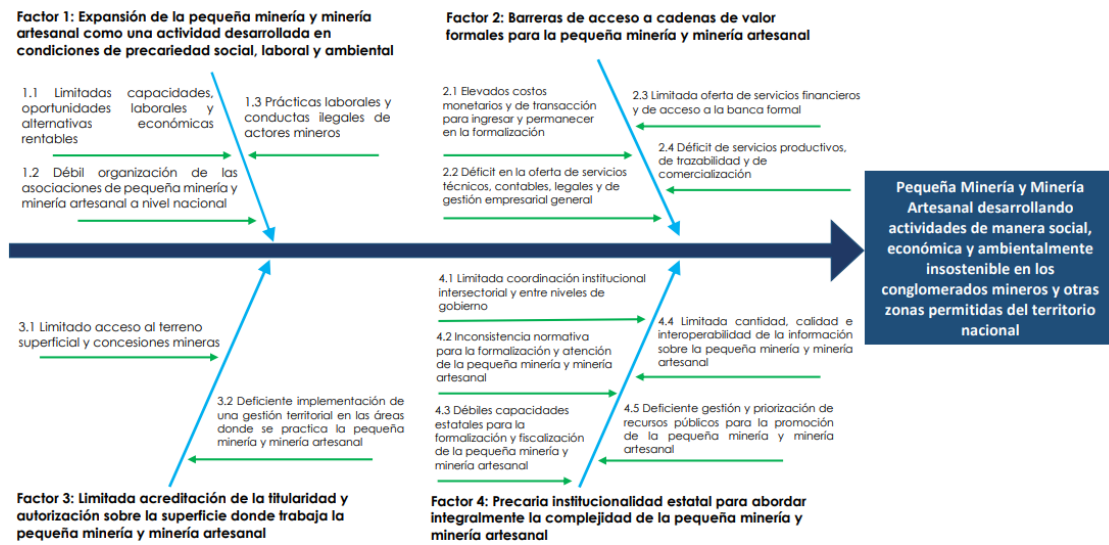 Factor 1: Expansión de la pequeña minería y minería
artesanal como una actividad desarrollada en
condiciones de precariedad social, laboral y ambiental
1.1 Limitadas capacidades,
oportunidades laborales y
alternativas económicas
rentables
1.3 Prácticas laborales y
conductas ilegales de
actores mineros
1.2 Débil organización de las
asociaciones de pequeña minería y
minería artesanal a nivel nacional
Factor 2: Barreras de acceso a cadenas de valor
formales para la pequeña minería y minería artesanal
2.1 Elevados costos
monetarios y de transacción
para ingresar y permanecer
en la formalización
2.3 Limitada oferta de servicios financieros
y de acceso a la banca formal
2.2 Déficit en la oferta de servicios
técnicos, contables, legales y de
gestión empresarial general
2.4 Déficit de servicios productivos,
de trazabilidad y de
comercialización
Pequeña Minería y Minería
Artesanal desarrollando
actividades de manera social,
económica y ambientalmente
insostenible en los
conglomerados mineros y otras
zonas permitidas del territorio
nacional
3.1 Limitado acceso al terreno
superficial y concesiones mineras
3.2 Deficiente implementación de
una gestión territorial en las áreas
donde se practica la pequeña
minería y minería artesanal
Factor 3: Limitada acreditación de la titularidad y
autorización sobre la superficie donde trabaja la
pequeña minería y minería artesanal
4.1 Limitada coordinación institucional
intersectorial y entre niveles de
gobierno
4.2 Inconsistencia normativa
para la formalización y atención
de la pequeña minería y minería
artesanal
4.4 Limitada cantidad, calidad e
interoperabilidad de la información
sobre la pequeña minería y minería
artesanal
4.3 Débiles capacidades
estatales para la
formalización y fiscalización
de la pequeña minería y
minería artesanal
4.5 Deficiente gestión y priorización de
recursos públicos para la promoción
de la pequeña minería y minería
artesanal
Factor 4: Precaria institucionalidad estatal para abordar
integralmente la complejidad de la pequeña minería y
minería artesanal